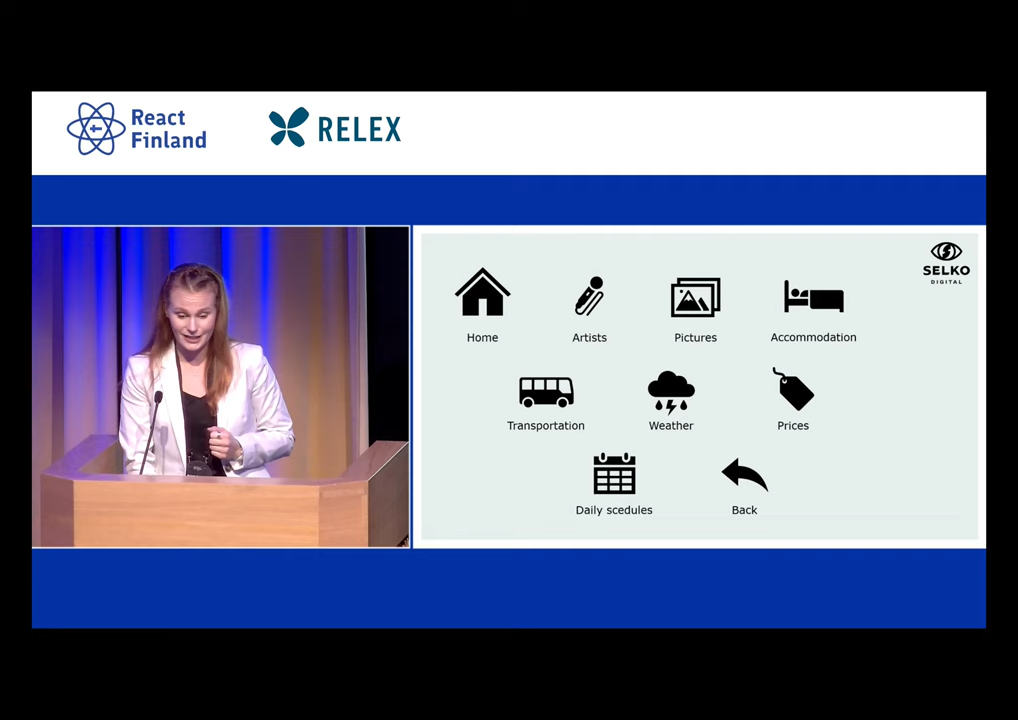 React
Finland
RELEX
SELKO
DIGITAL
Home
Artists
Pictures
Accommodation
Transportation
Weather
Prices
Daily scedules
Back